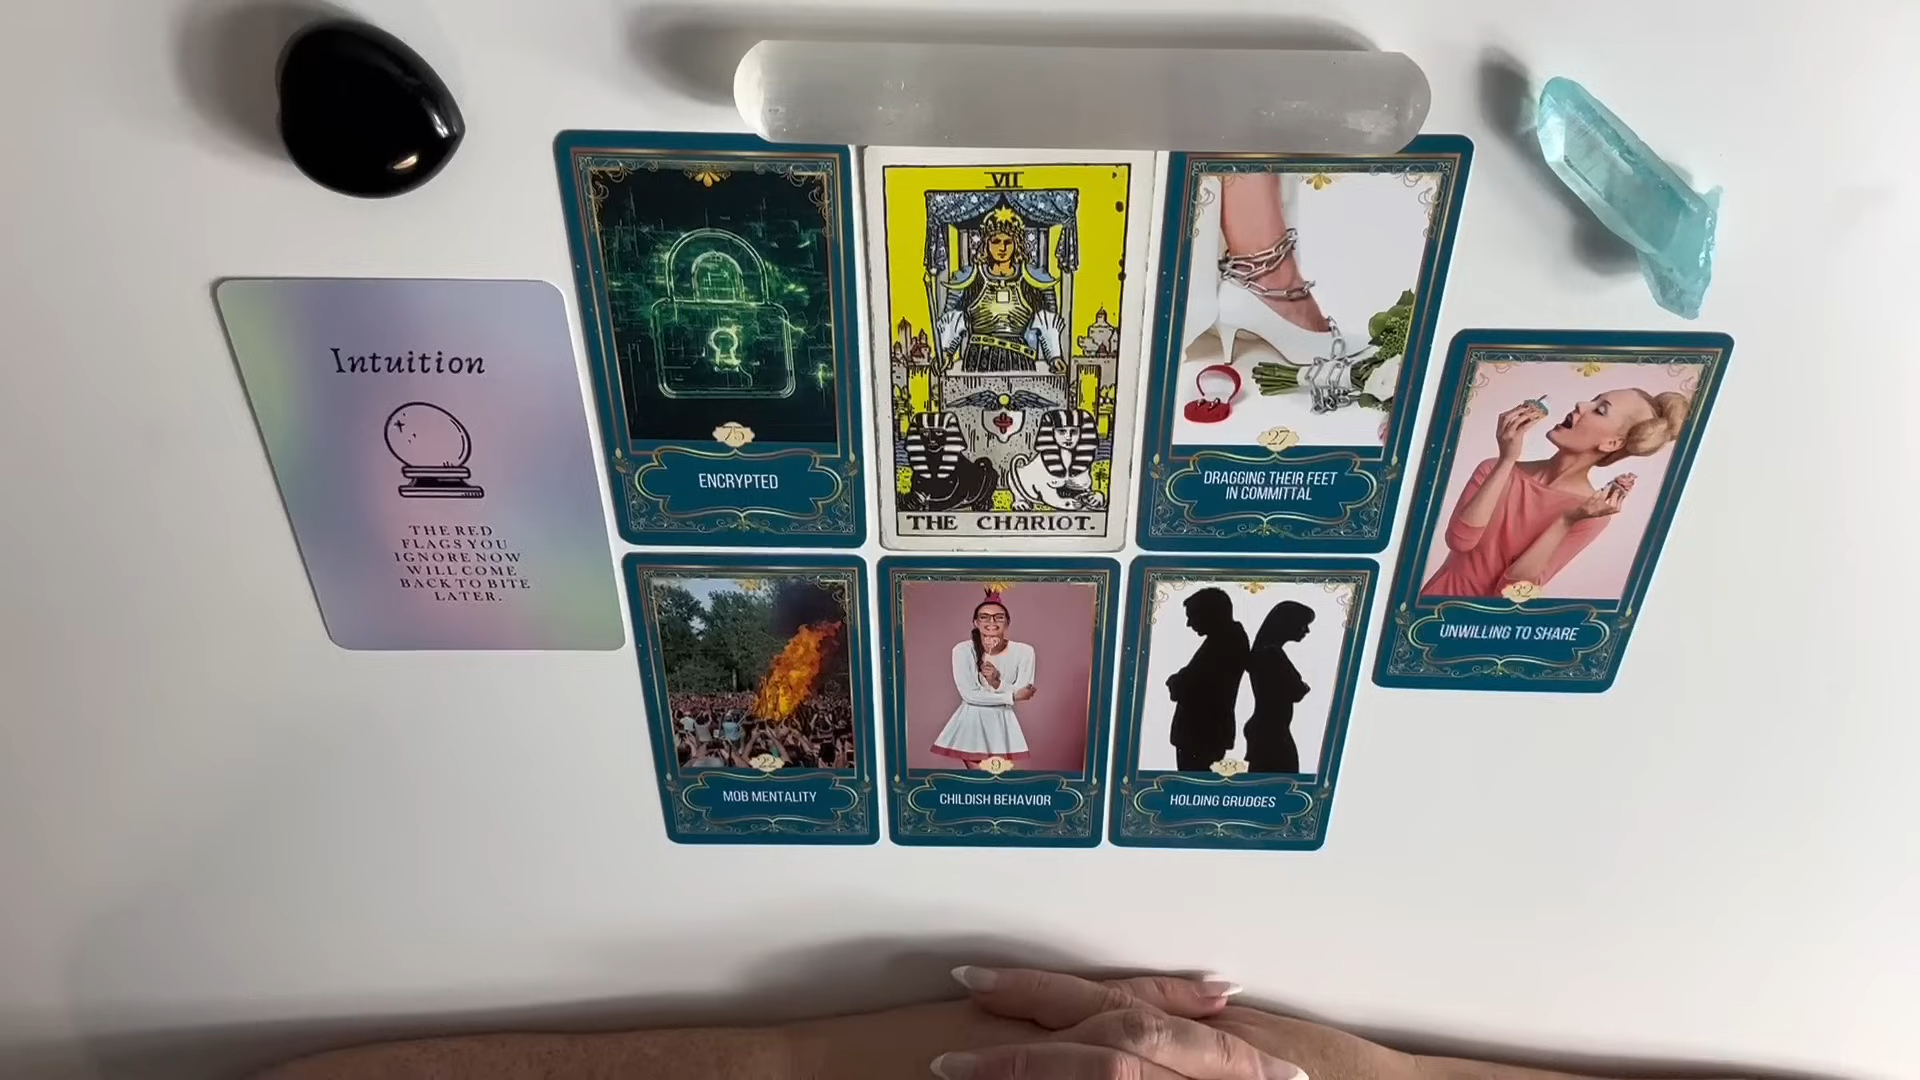 Intuition
THE RED
FLAGS YOU
IGNORE NOW
WILL COME
BACK TO BITE
LATER.
75
ENCRYPTED
VII
THE CHARIOT.
27
DRAGGING THEIR FEET
IN COMMITTAL
32
UNWILLING TO SHARE
22
MOB MENTALITY
9
CHILDISH BEHAVIOR
33
HOLDING GRUDGES